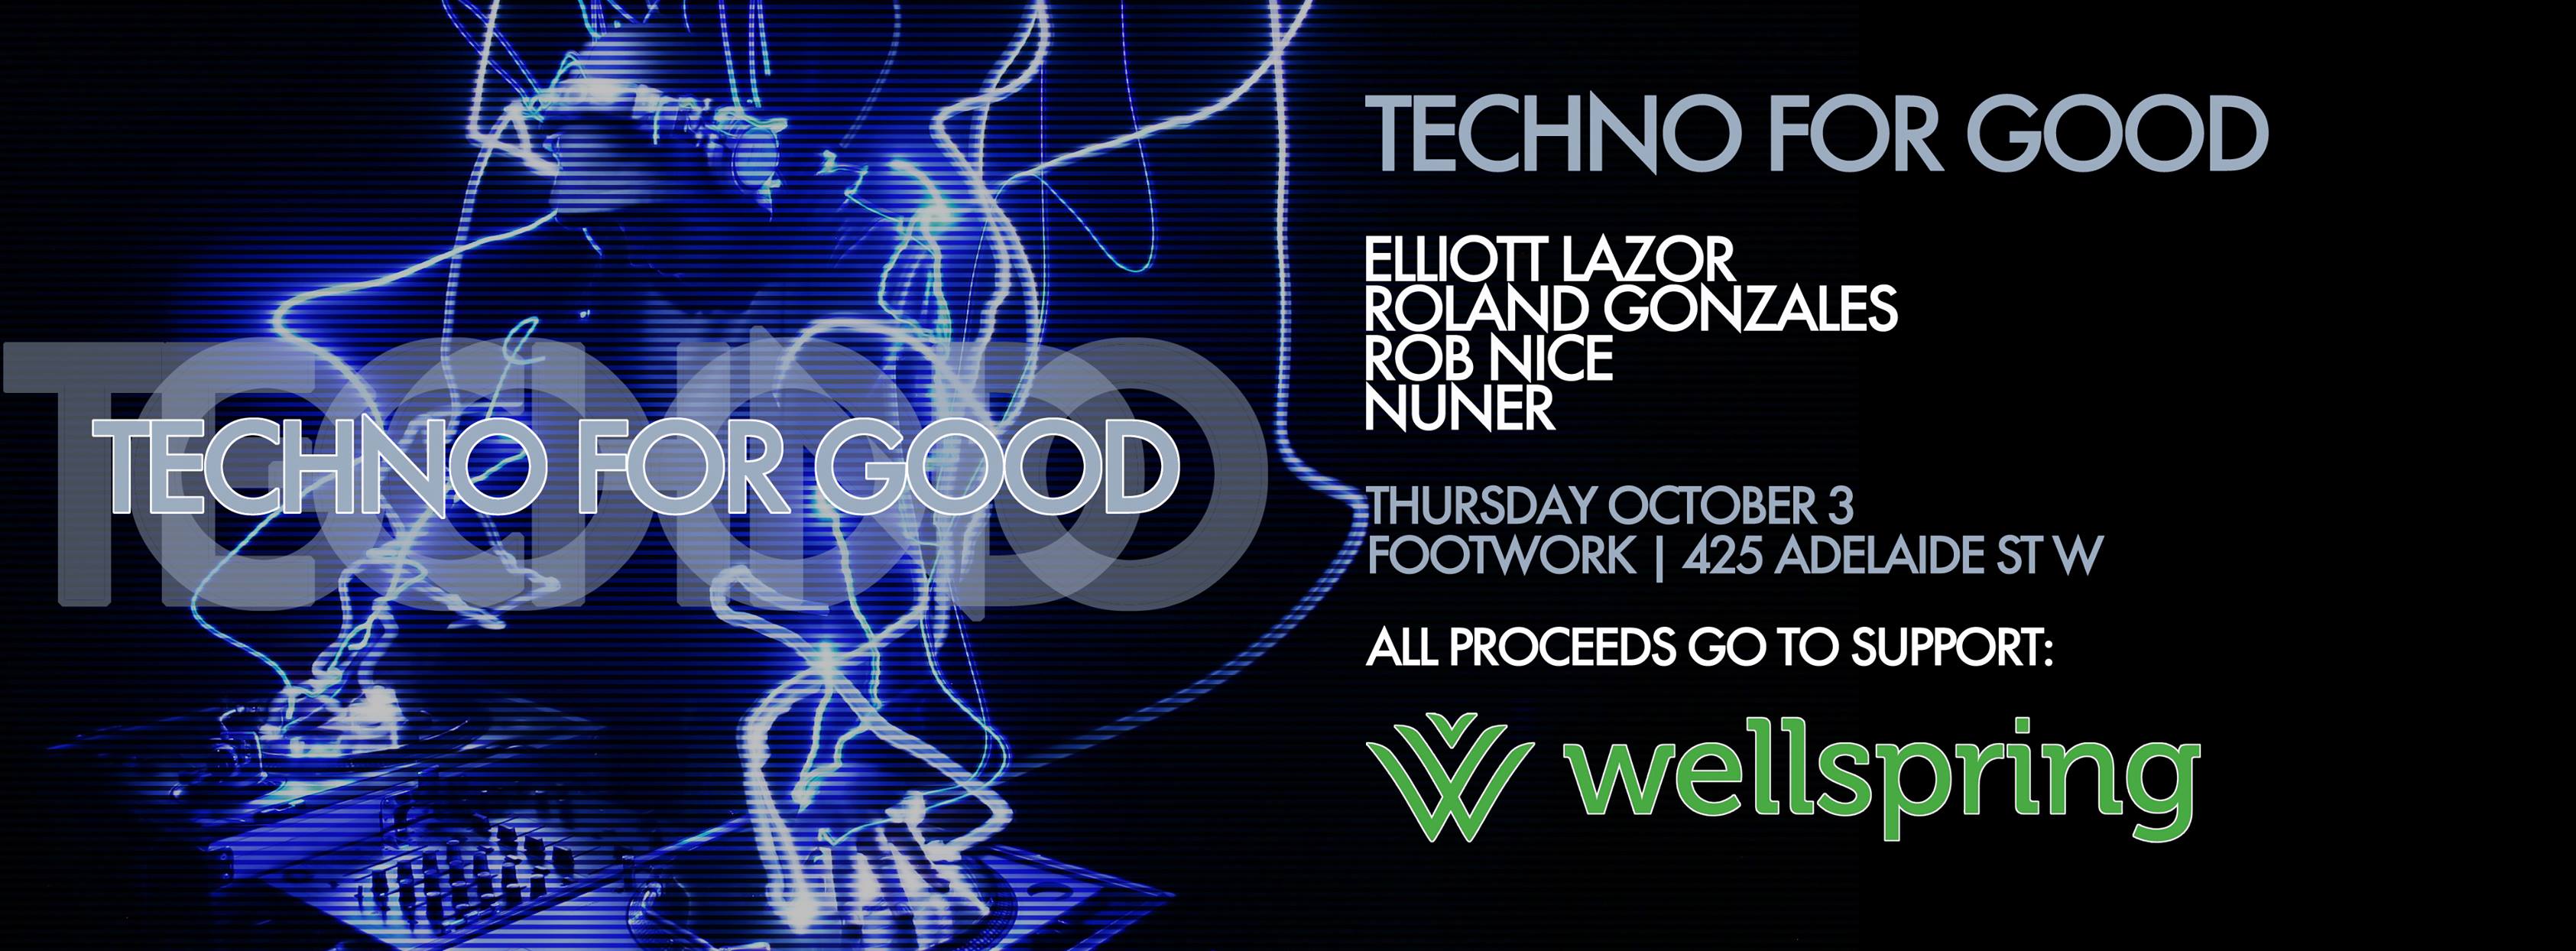 TECHNO
TECHNO FOR GOOD
TECHNO FOR GOOD
ELLIOTT LAZOR
ROLAND GONZALES
ROB NICE
NUNER
THURSDAY OCTOBER 3
FOOTWORK | 425 ADELAIDE ST W
ALL PROCEEDS GO TO SUPPORT:
wellspring